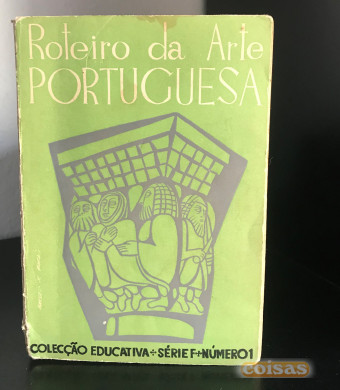 Roteiro da Arte
PORTUGUESA
COLECÇÃO EDUCATIVA÷SÉRIE F÷NÚMERO 1
coisas